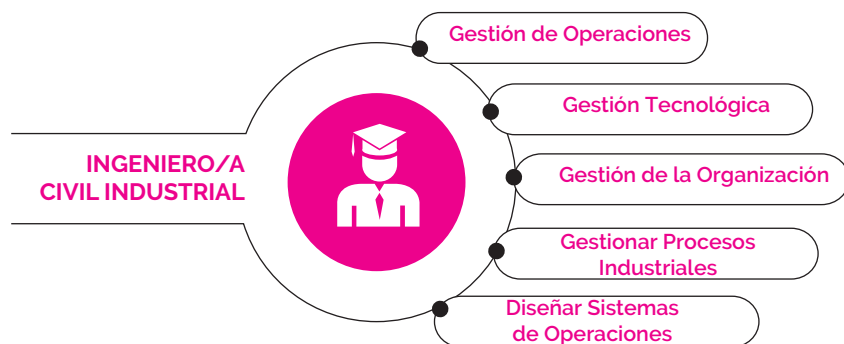 INGENIERO/A
CIVIL INDUSTRIAL
Gestión de Operaciones
Gestión Tecnológica
Gestión de la Organización
Gestionar Procesos
Industriales
Diseñar Sistemas
de Operaciones